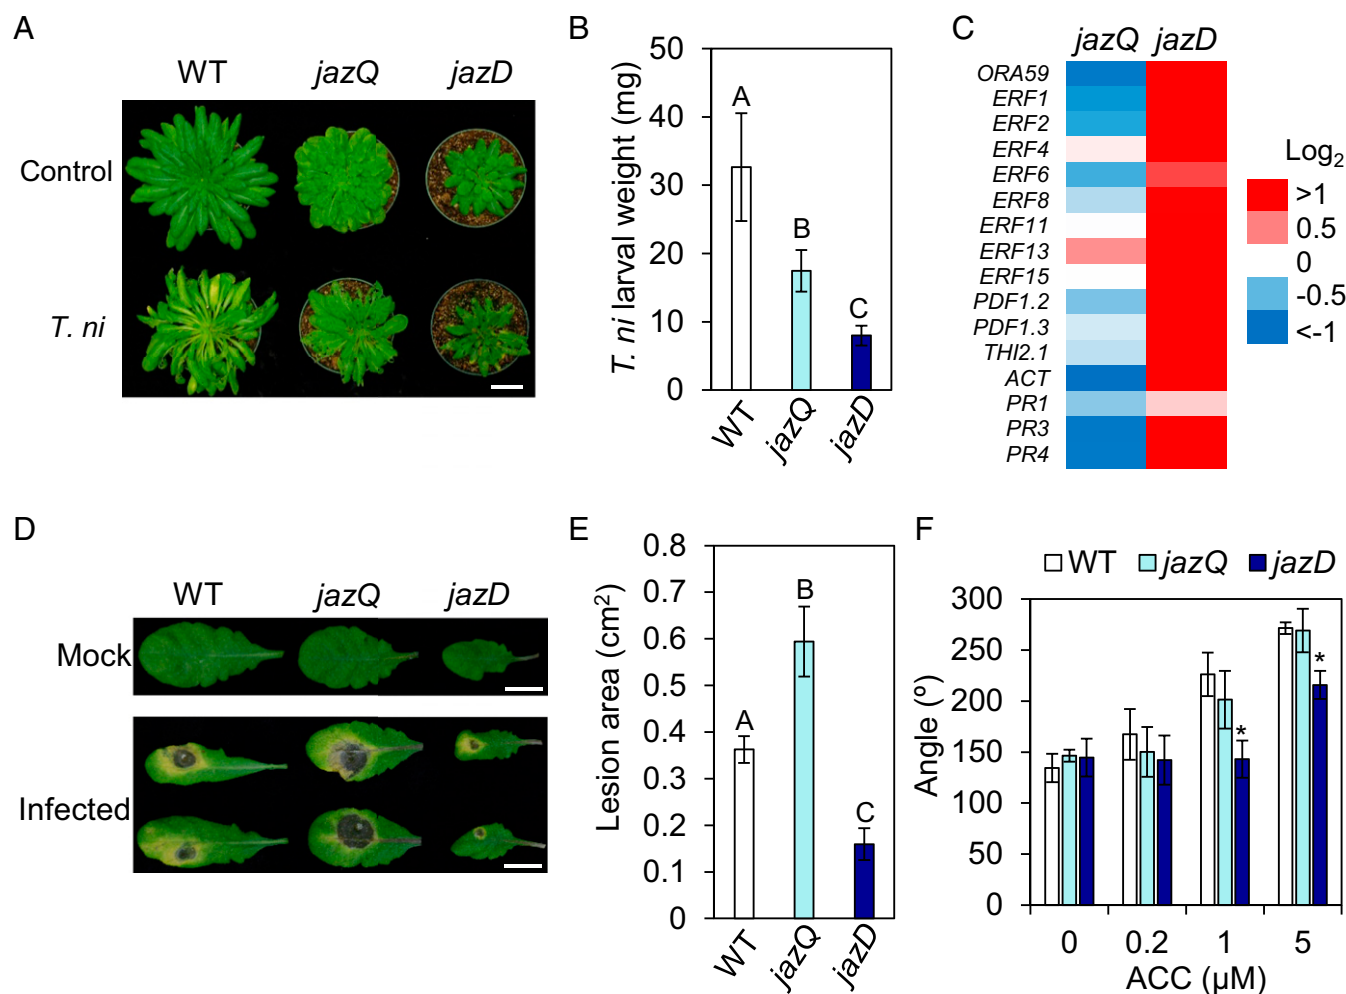 A
WT jazQ jazD
Control
T. ni
B
T. ni larval weight (mg)
50
40
30
20
10
0
A
B
C
WT jazQ jazD
C
jazQ jazD
ORA59
ERF1
ERF2
ERF4
ERF6
ERF8
ERF11
ERF13
ERF15
PDF1.2
PDF1.3
THI2.1
ACT
PR1
PR3
PR4
Log2
>1
0.5
0
-0.5
<-1
D
WT jazQ jazD
Mock
Infected
E
Lesion area (cm²)
0.8
0.7
0.6
0.5
0.4
0.3
0.2
0.1
0
A
B
C
WT jazQ jazD
F
WT jazQ jazD
Angle (º)
300
250
200
150
100
50
0
*
*
0 0.2 1 5
ACC (µM)